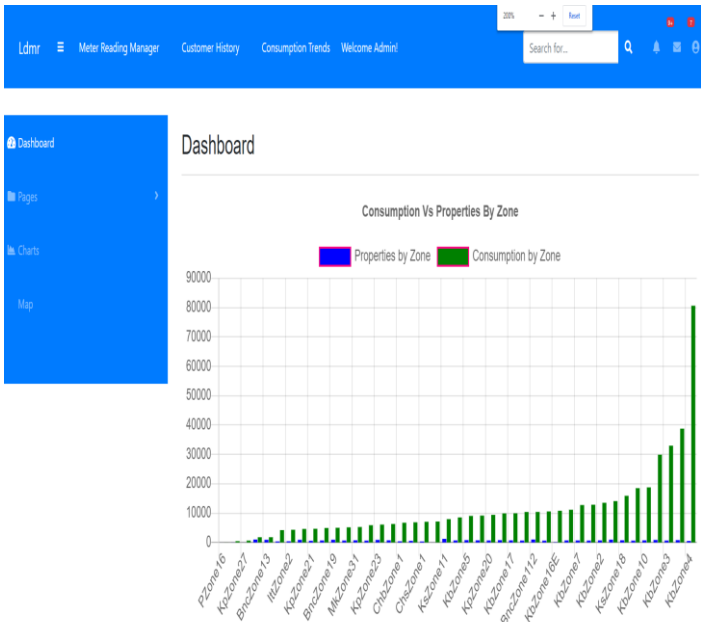 200% − + Reset
Ldmr Meter Reading Manager Customer History Consumption Trends Welcome Admin! Search for...
Dashboard
Pages
Charts
Map
Dashboard
Consumption Vs Properties By Zone
Properties by Zone Consumption by Zone
90000
80000
70000
60000
50000
40000
30000
20000
10000
0
PZone16
KpZone27
BncZone13
IttZone2
KpZone21
BncZone19
MkZone31
KpZone23
ChbZone1
ChsZone1
KsZone11
KbZone5
KpZone20
KbZone17
BncZone112
KbZone16E
KbZone7
KbZone2
KsZone18
KbZone10
KbZone3
KbZone4